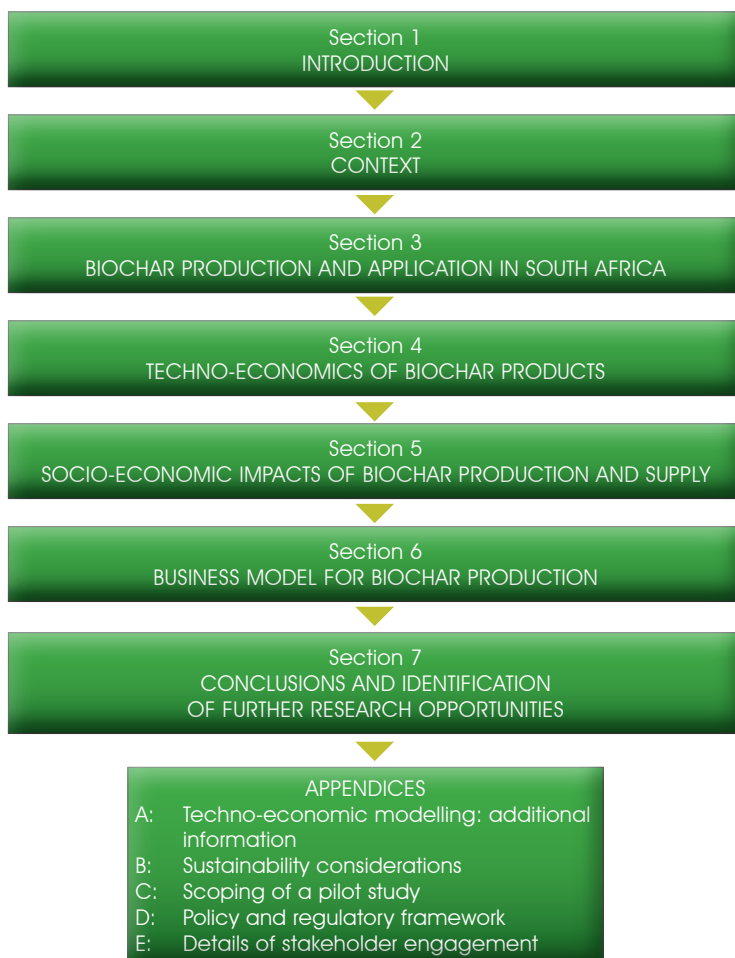 Section 1
INTRODUCTION
Section 2
CONTEXT
Section 3
BIOCHAR PRODUCTION AND APPLICATION IN SOUTH AFRICA
Section 4
TECHNO-ECONOMICS OF BIOCHAR PRODUCTS
Section 5
SOCIO-ECONOMIC IMPACTS OF BIOCHAR PRODUCTION AND SUPPLY
Section 6
BUSINESS MODEL FOR BIOCHAR PRODUCTION
Section 7
CONCLUSIONS AND IDENTIFICATION
OF FURTHER RESEARCH OPPORTUNITIES
APPENDICES
A: Techno-economic modelling: additional
information
B: Sustainability considerations
C: Scoping of a pilot study
D: Policy and regulatory framework
E: Details of stakeholder engagement